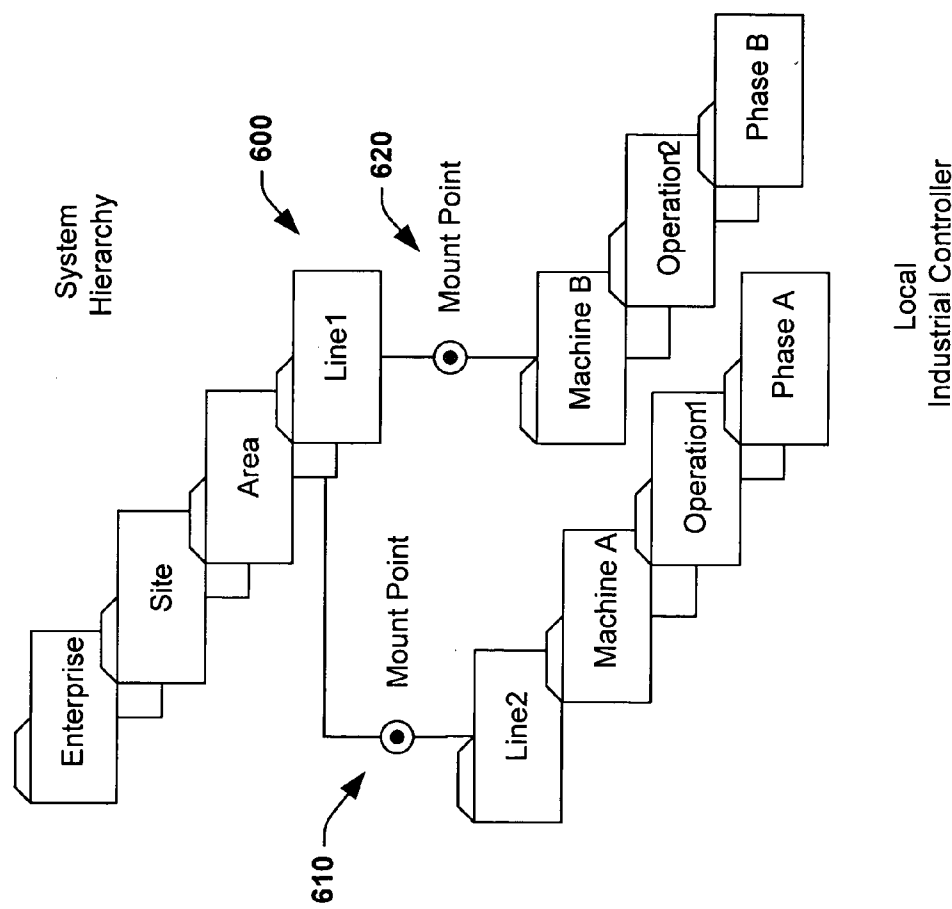 System
Hierarchy
600
620
Enterprise
Site
Area
Line1
Mount Point
Mount Point
610
Line2
Machine A
Operation1
Phase A
Machine B
Operation2
Phase B
Local
Industrial Controller